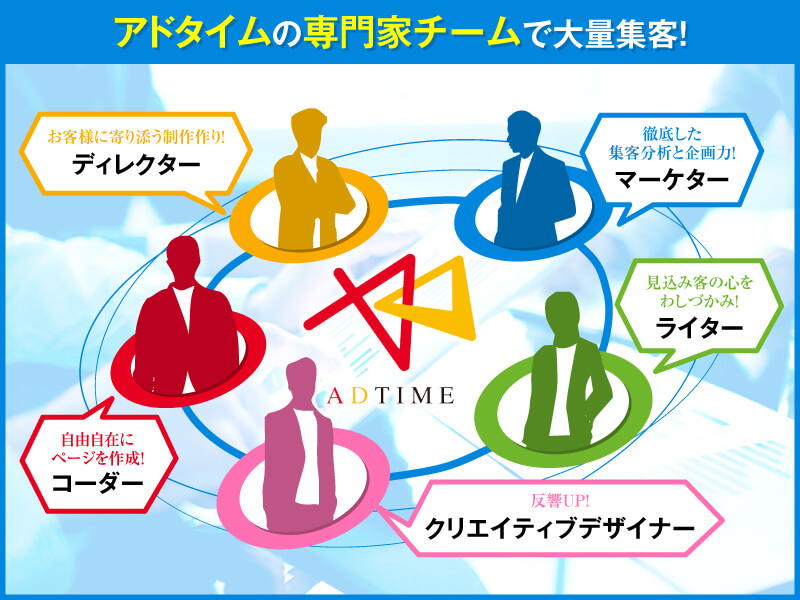 アドタイムの専門家チームで大量集客!
お客様に寄り添う制作作り!
ディレクター
徹底した
集客分析と企画力!
マーケター
見込み客の心を
わしづかみ!
ライター
ADTIME
自由自在に
ページを作成!
コーダー
反響UP!
クリエイティブデザイナー